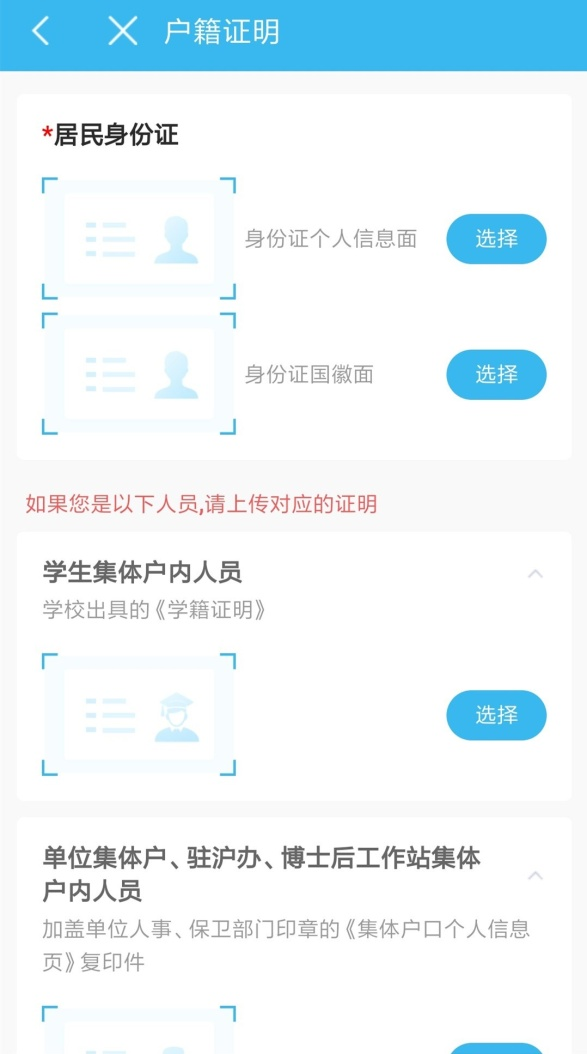 户籍证明
*居民身份证
身份证个人信息面
选择
身份证国徽面
选择
如果您是以下人员,请上传对应的证明
学生集体户内人员
学校出具的《学籍证明》
选择
单位集体户、驻沪办、博士后工作站集体
户内人员
加盖单位人事、保卫部门印章的《集体户口个人信息
页》复印件